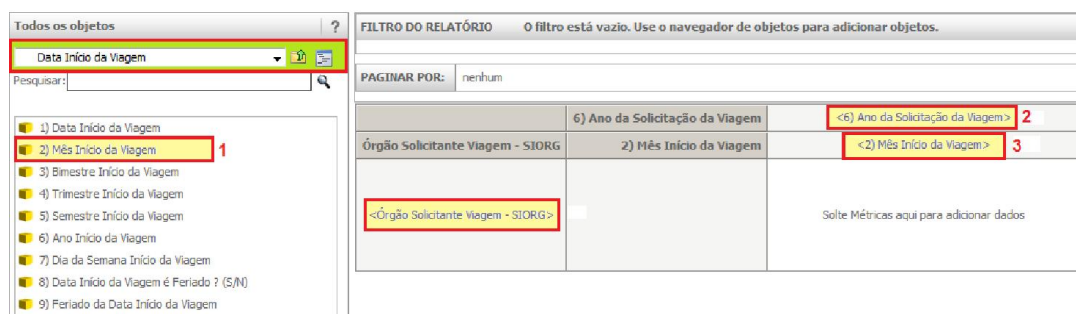 Todos os objetos ?
Data Início da Viagem
Pesquisar:
1) Data Início da Viagem
2) Mês Início da Viagem 1
3) Bimestre Início da Viagem
4) Trimestre Início da Viagem
5) Semestre Início da Viagem
6) Ano Início da Viagem
7) Dia da Semana Início da Viagem
8) Data Início da Viagem é Feriado ? (S/N)
9) Feriado da Data Início da Viagem
FILTRO DO RELATÓRIO O filtro está vazio. Use o navegador de objetos para adicionar objetos.
PAGINAR POR: nenhum
6) Ano da Solicitação da Viagem <6) Ano da Solicitação da Viagem> 2
Órgão Solicitante Viagem - SIORG 2) Mês Início da Viagem <2) Mês Início da Viagem> 3
<Órgão Solicitante Viagem - SIORG> Solte Métricas aqui para adicionar dados